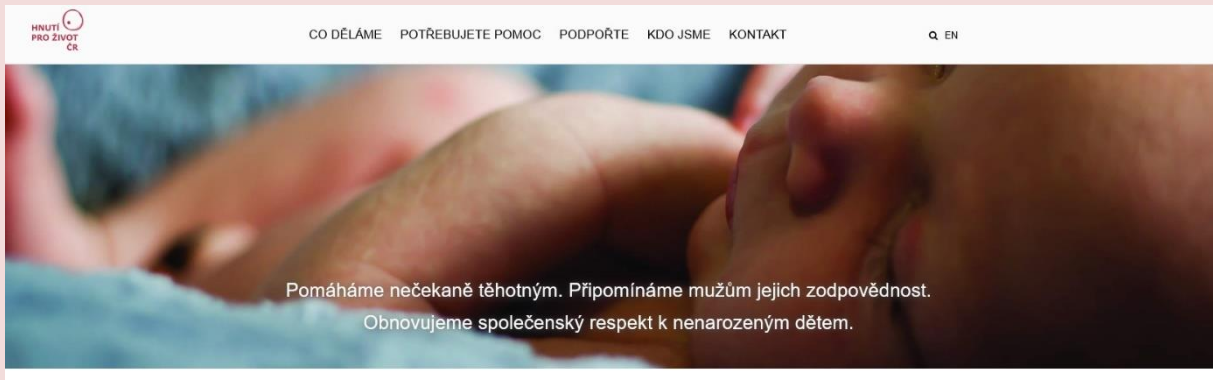 HNUTÍ
PRO ŽIVOT
ČR
CO DĚLÁME POTŘEBUJETE POMOC PODPOŘTE KDO JSME KONTAKT
EN
Pomáháme nečekaně těhotným. Připomínáme mužům jejich zodpovědnost.
Obnovujeme společenský respekt k nenarozeným dětem.